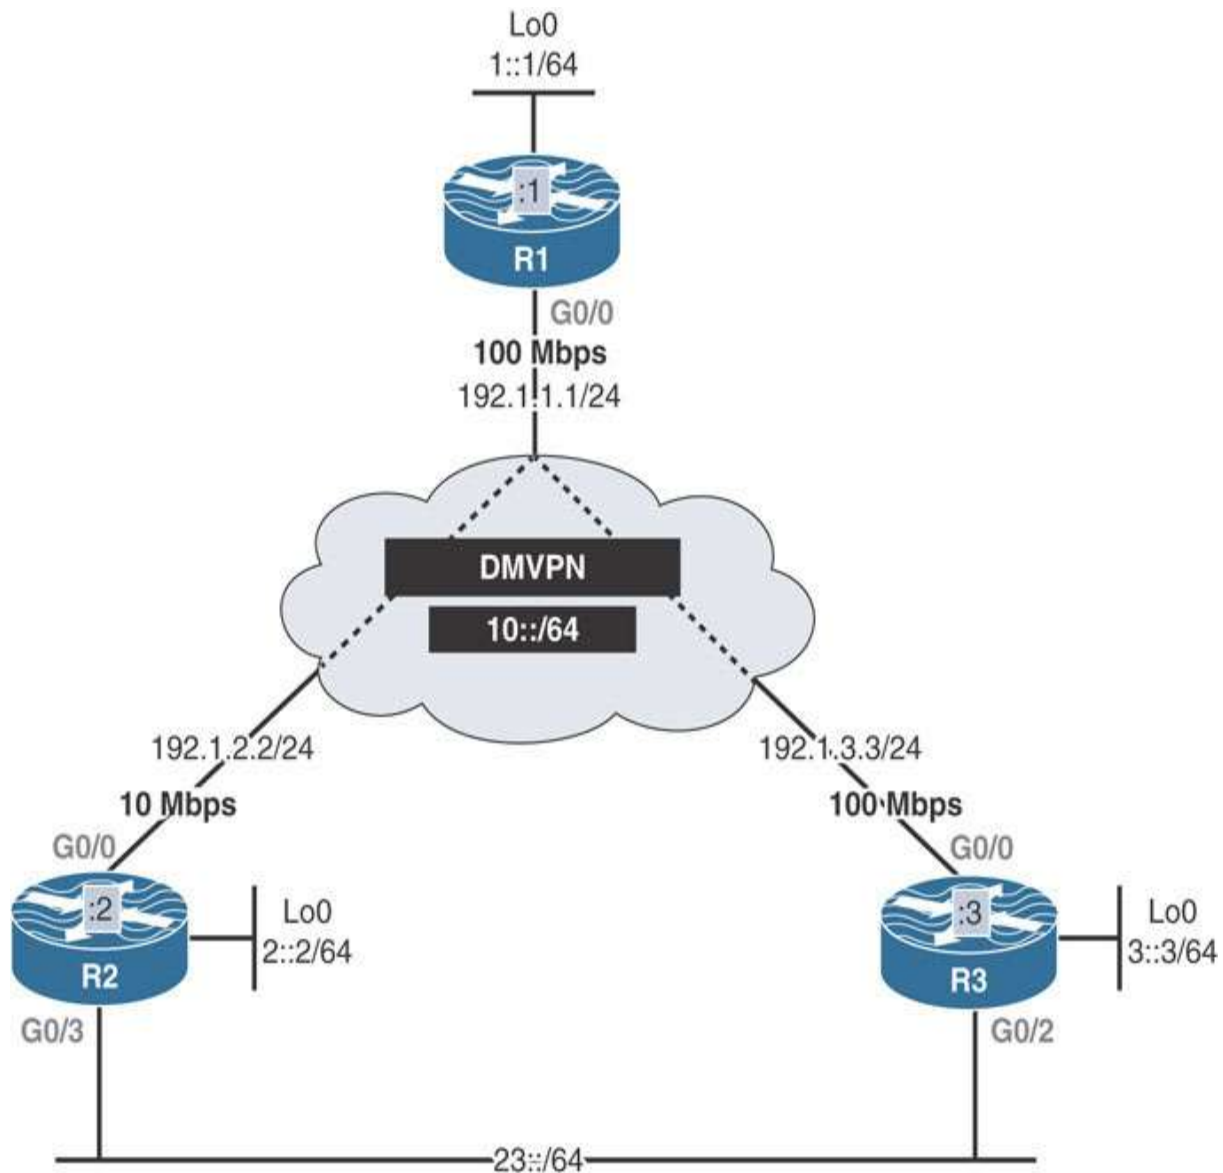 Lo0
1::1/64
:1
R1
G0/0
100 Mbps
192.1.1.1/24
DMVPN
10::/64
192.1.2.2/24
192.1.3.3/24
10 Mbps
100 Mbps
G0/0
G0/0
:2
Lo0
2::2/64
R2
:3
Lo0
3::3/64
R3
G0/3
G0/2
23::/64